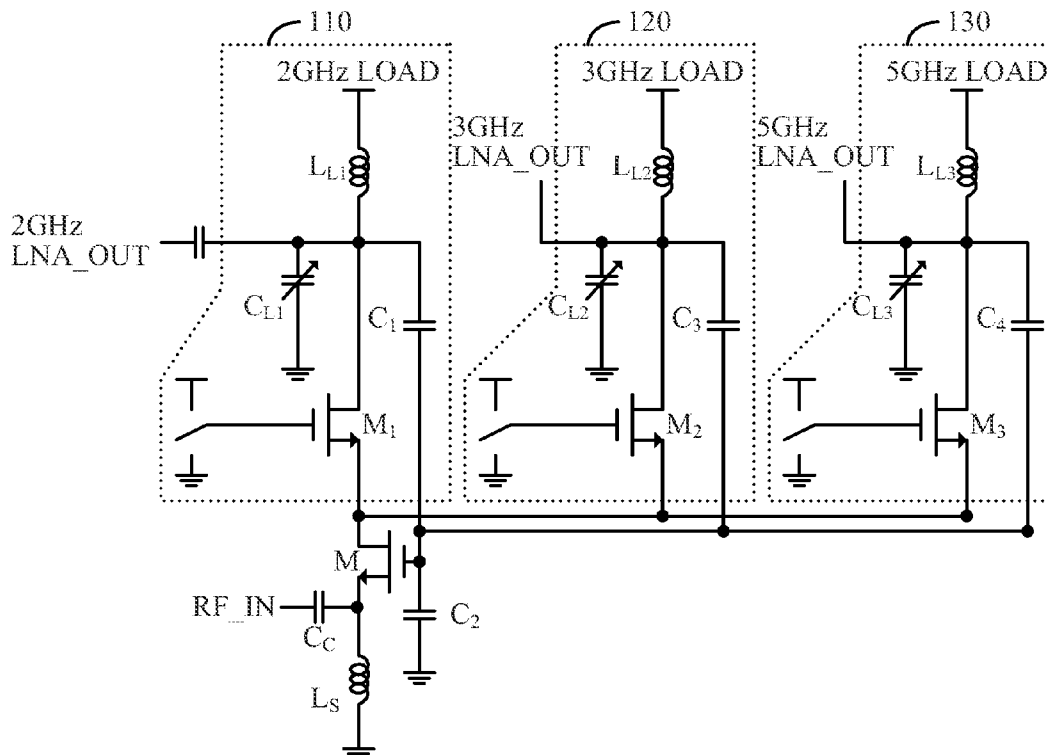 110
120
130
2GHz LOAD
3GHz LOAD
5GHz LOAD
3GHz
LNA_OUT
5GHz
LNA_OUT
L_L1
L_L2
L_L3
2GHz
LNA_OUT
C_L1
C_1
C_L2
C_3
C_L3
C_4
M_1
M_2
M_3
M
RF_IN
C_C
C_2
L_S